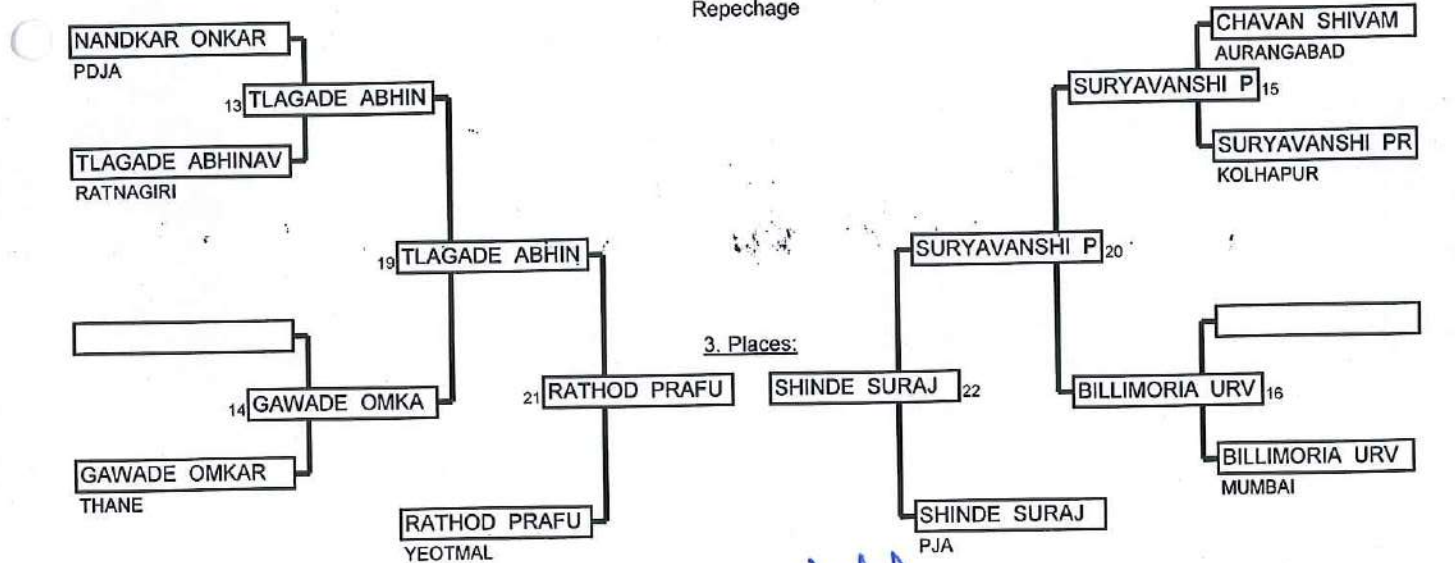 Repechage
NANDKAR ONKAR
PDJA
13 TLAGADE ABHIN
TLAGADE ABHINAV
RATNAGIRI
19 TLAGADE ABHIN
14 GAWADE OMKA
GAWADE OMKAR
THANE
21 RATHOD PRAFU
RATHOD PRAFU
YEOTMAL
3. Places:
CHAVAN SHIVAM
AURANGABAD
SURYAVANSHI P 15
SURYAVANSHI PR
KOLHAPUR
SURYAVANSHI P 20
BILLIMORIA URV 16
BILLIMORIA URV
MUMBAI
SHINDE SURAJ 22
SHINDE SURAJ
PJA